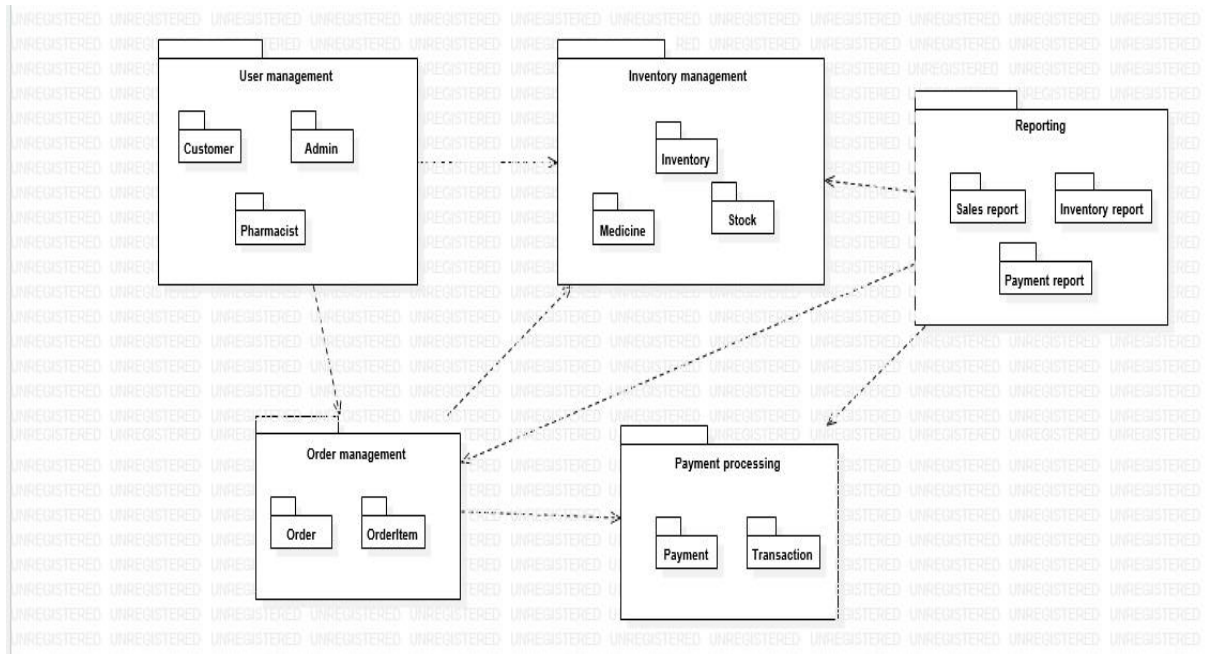 User management
Customer
Admin
Pharmacist
Inventory management
Inventory
Medicine
Stock
Reporting
Sales report
Inventory report
Payment report
Order management
Order
OrderItem
Payment processing
Payment
Transaction
UNREGISTERED